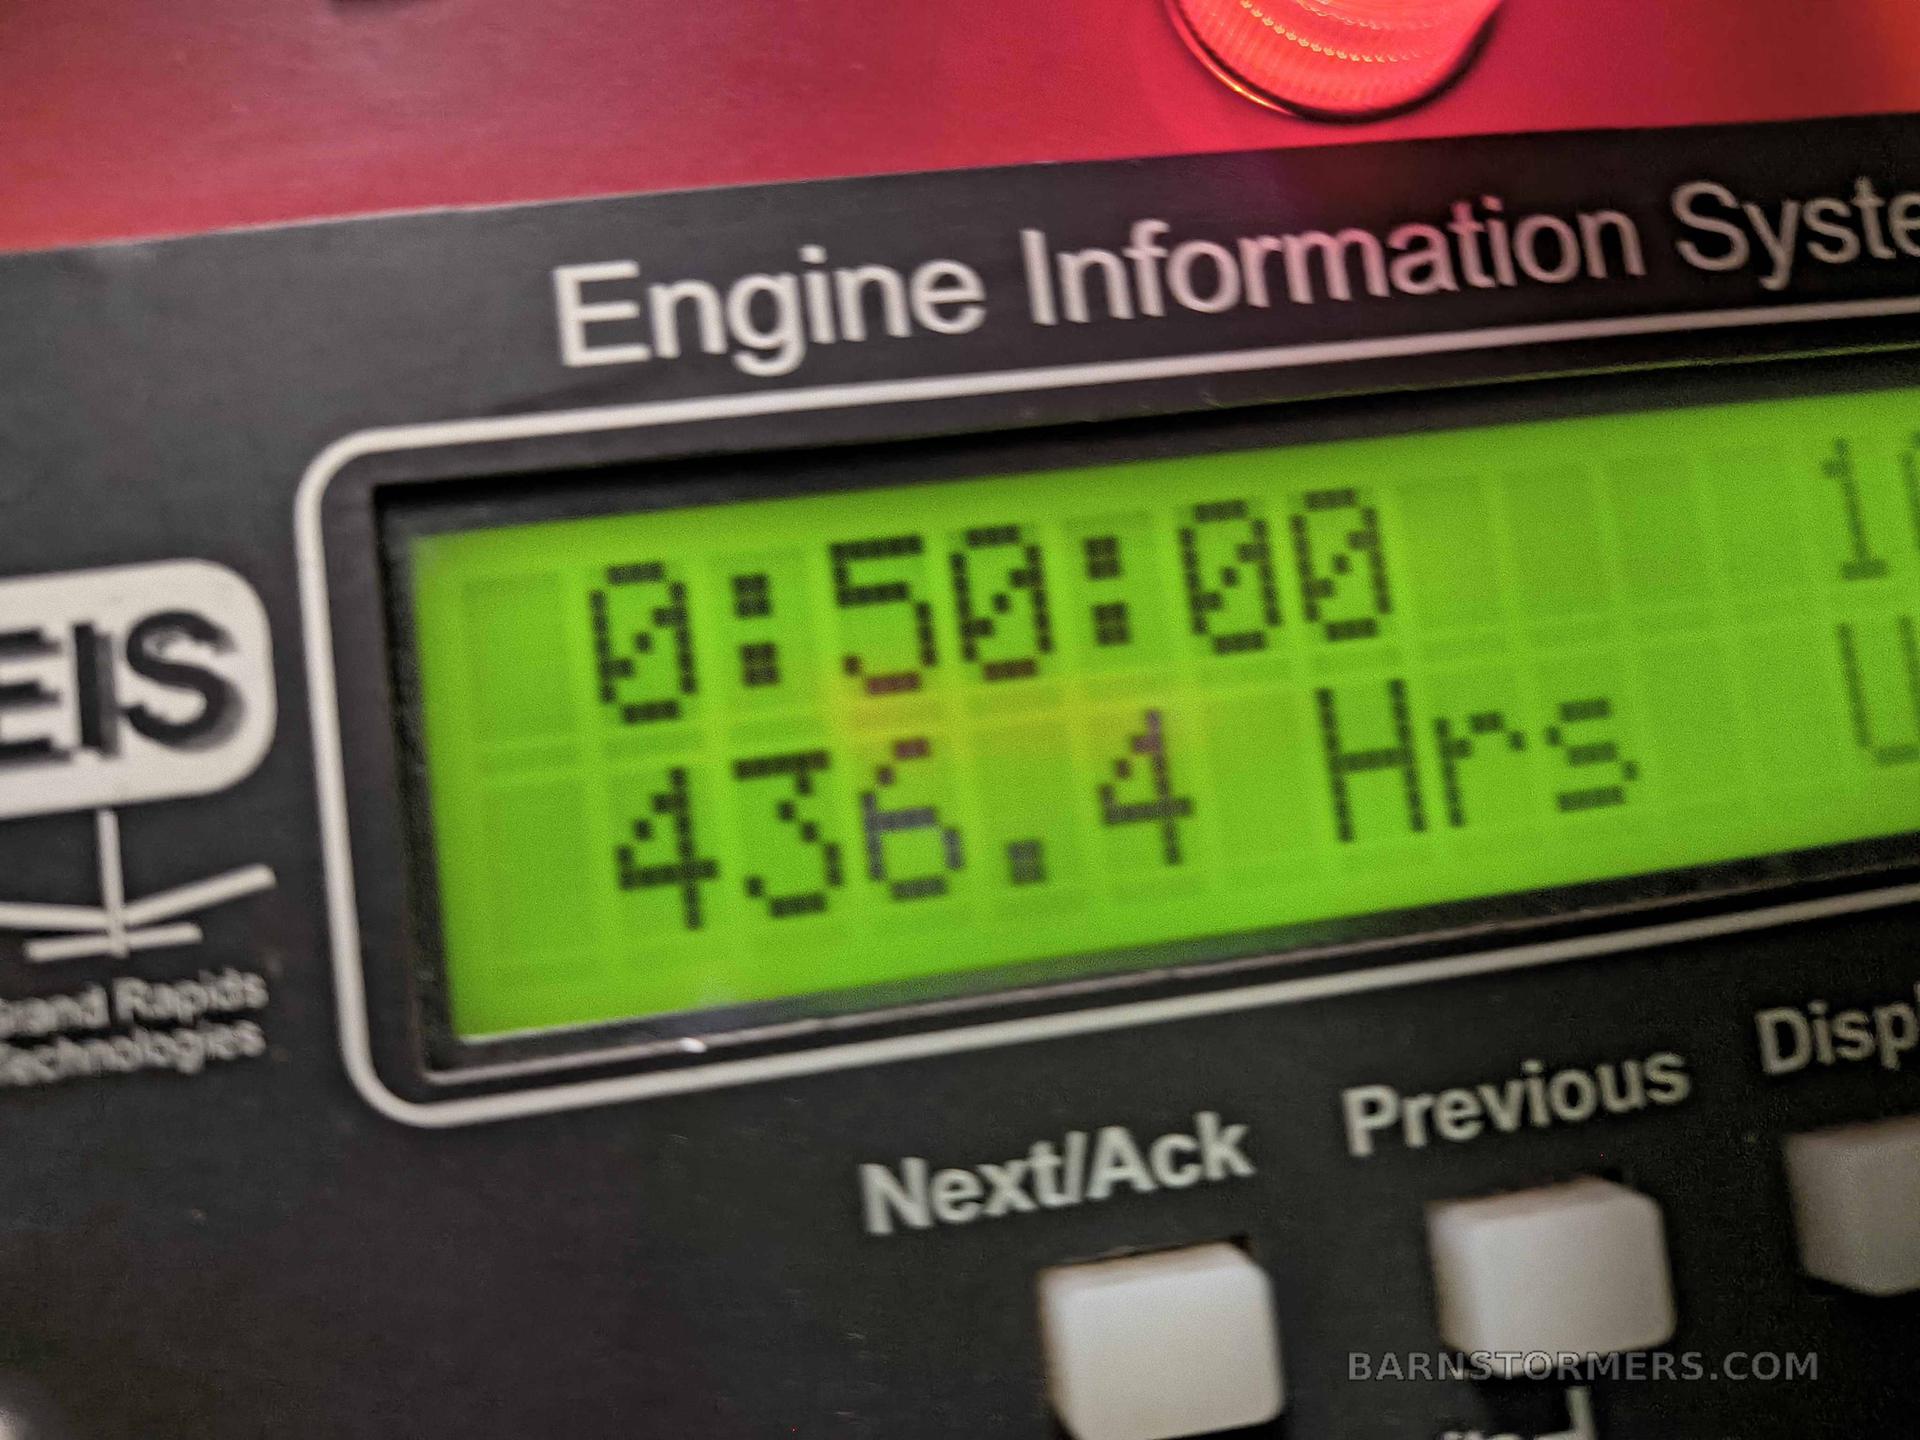 Engine Information Syste
0:50:00
436.4 Hrs
EIS
Grand Rapids
Technologies
Next/Ack
Previous
Displ
BARNSTORMERS.COM